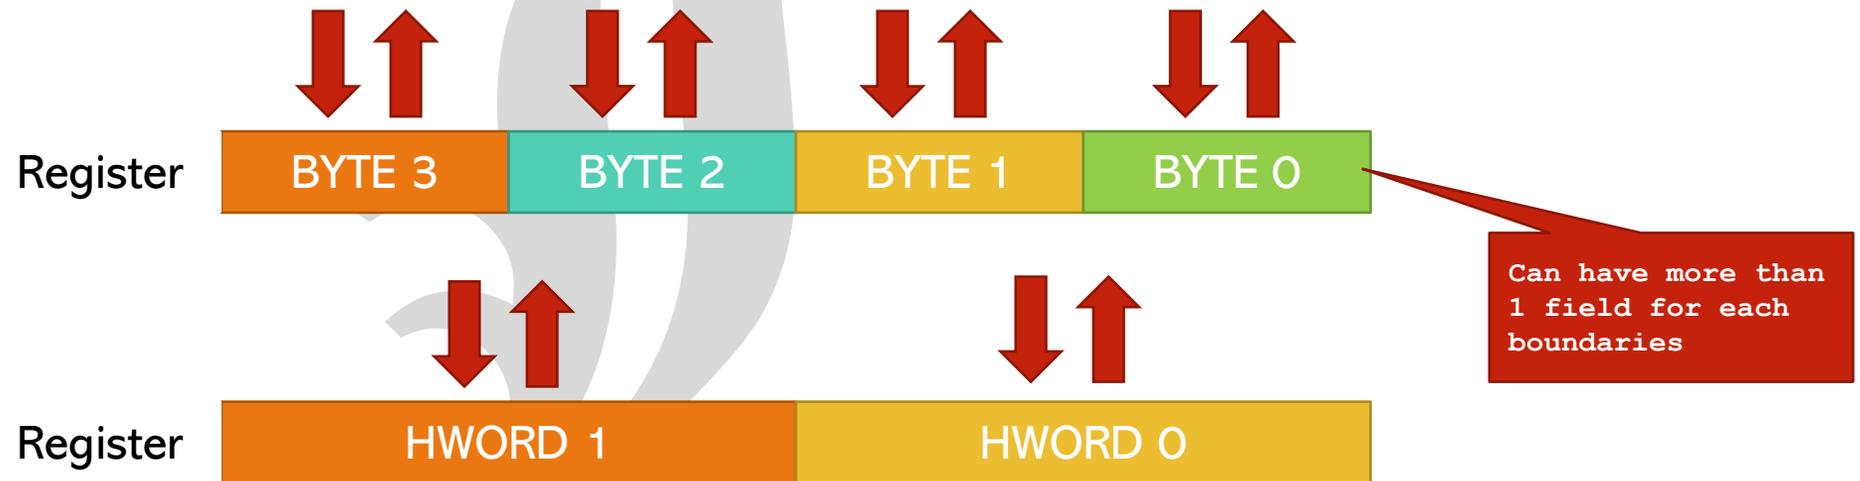 Register BYTE 3 BYTE 2 BYTE 1 BYTE 0
Can have more than
1 field for each
boundaries
Register HWORD 1 HWORD 0